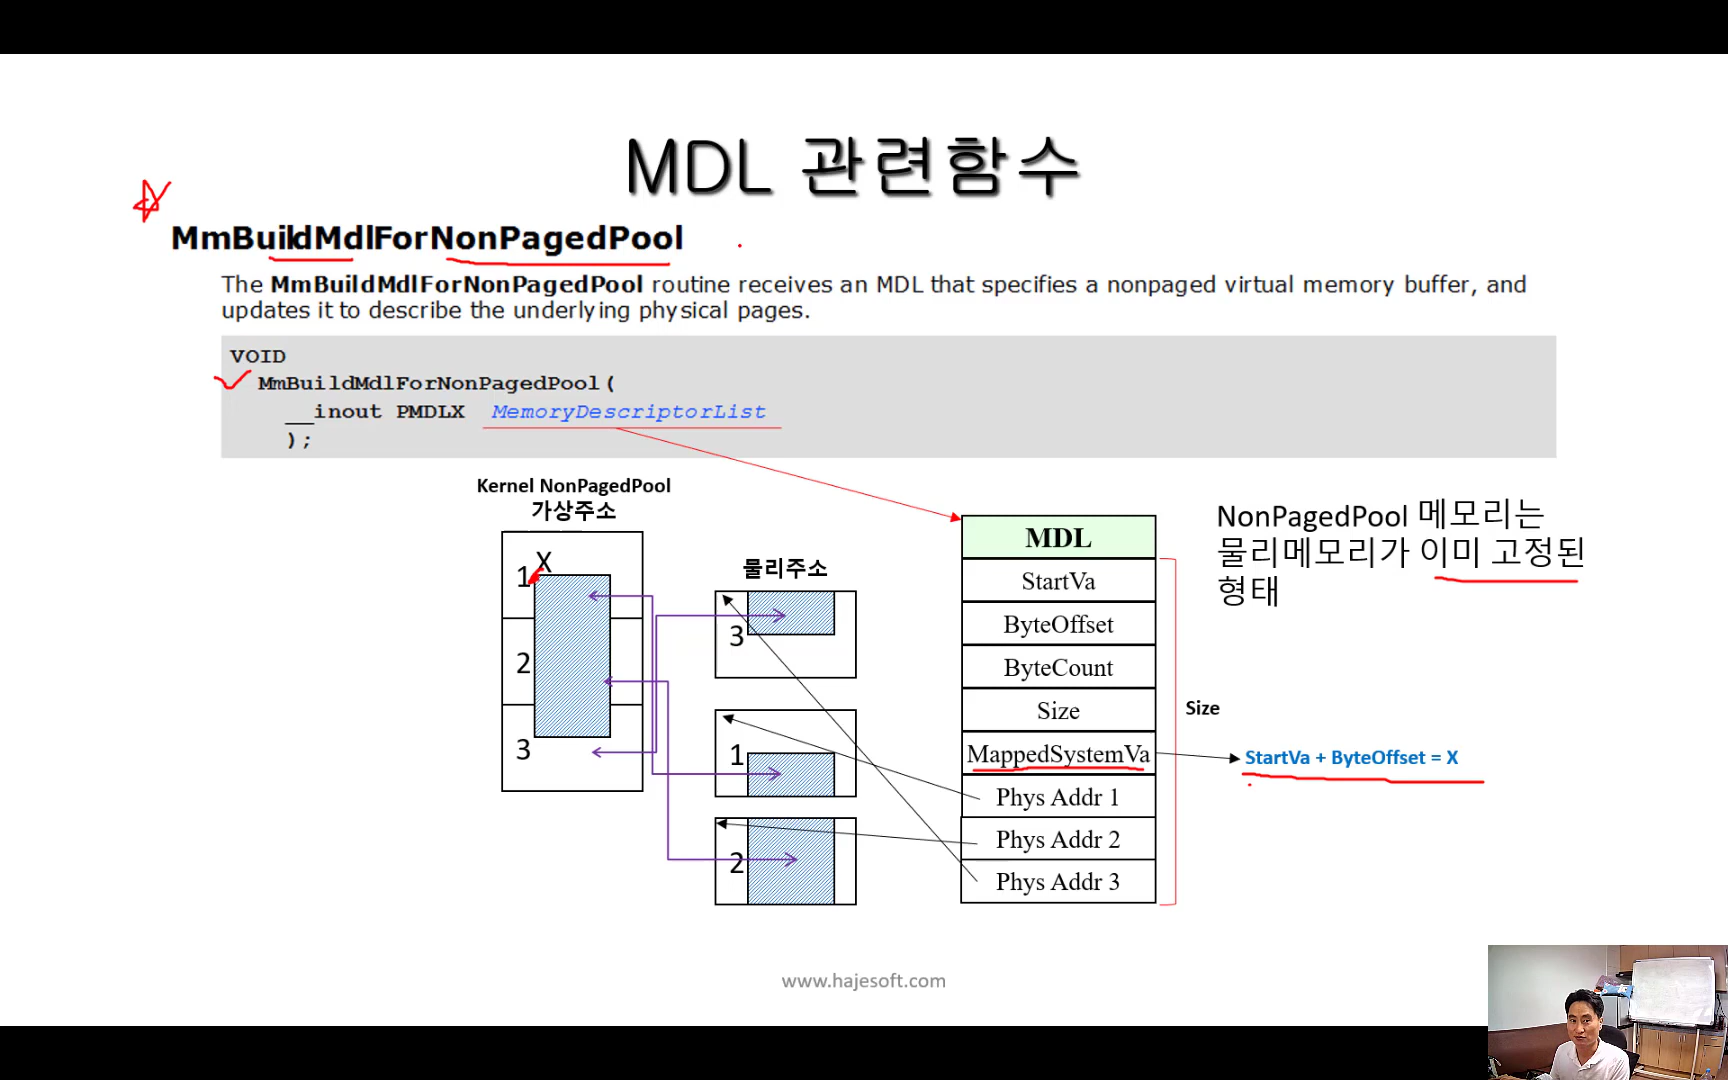 MDL 관련함수
MmBuildMdlForNonPagedPool
The MmBuildMdlForNonPagedPool routine receives an MDL that specifies a nonpaged virtual memory buffer, and
updates it to describe the underlying physical pages.
VOID
MmBuildMdlForNonPagedPool(
__inout PMDLX MemoryDescriptorList
);
Kernel NonPagedPool
가상주소
X
1
2
3
물리주소
3
1
2
MDL
StartVa
ByteOffset
ByteCount
Size
MappedSystemVa
Phys Addr 1
Phys Addr 2
Phys Addr 3
Size
NonPagedPool 메모리는
물리메모리가 이미 고정된
형태
StartVa + ByteOffset = X
www.hajesoft.com